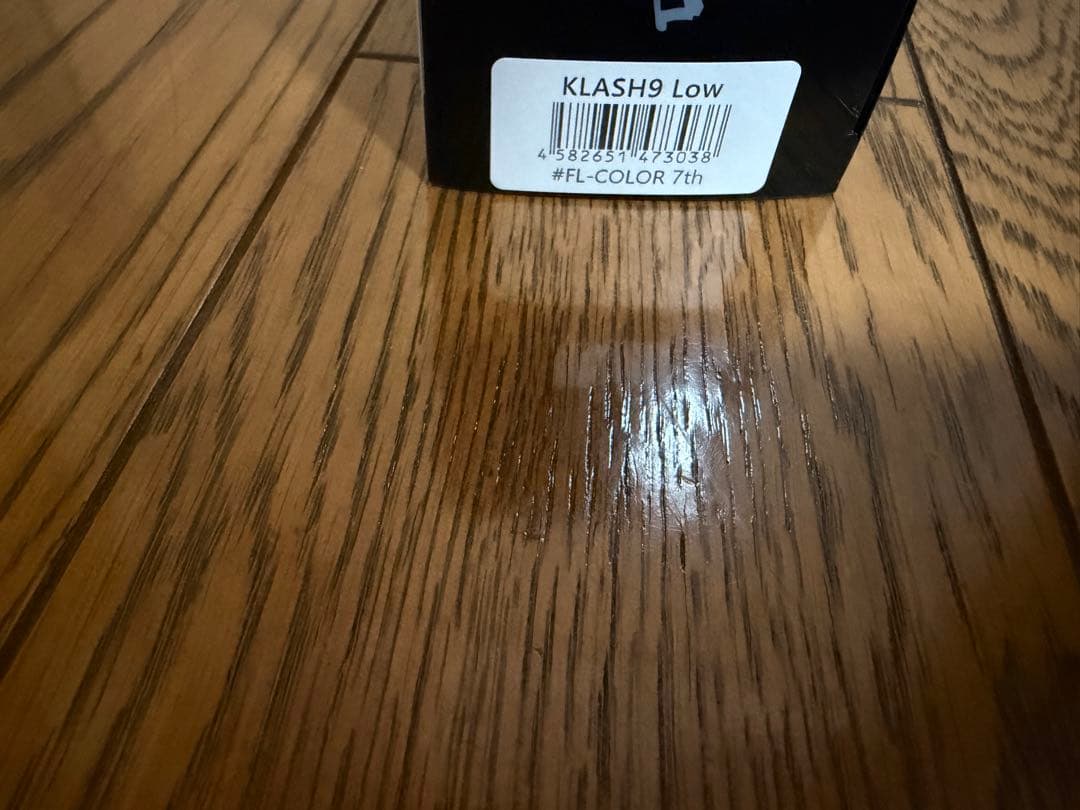 KLASH9 Low
4 582651 473038
#FL-COLOR 7th